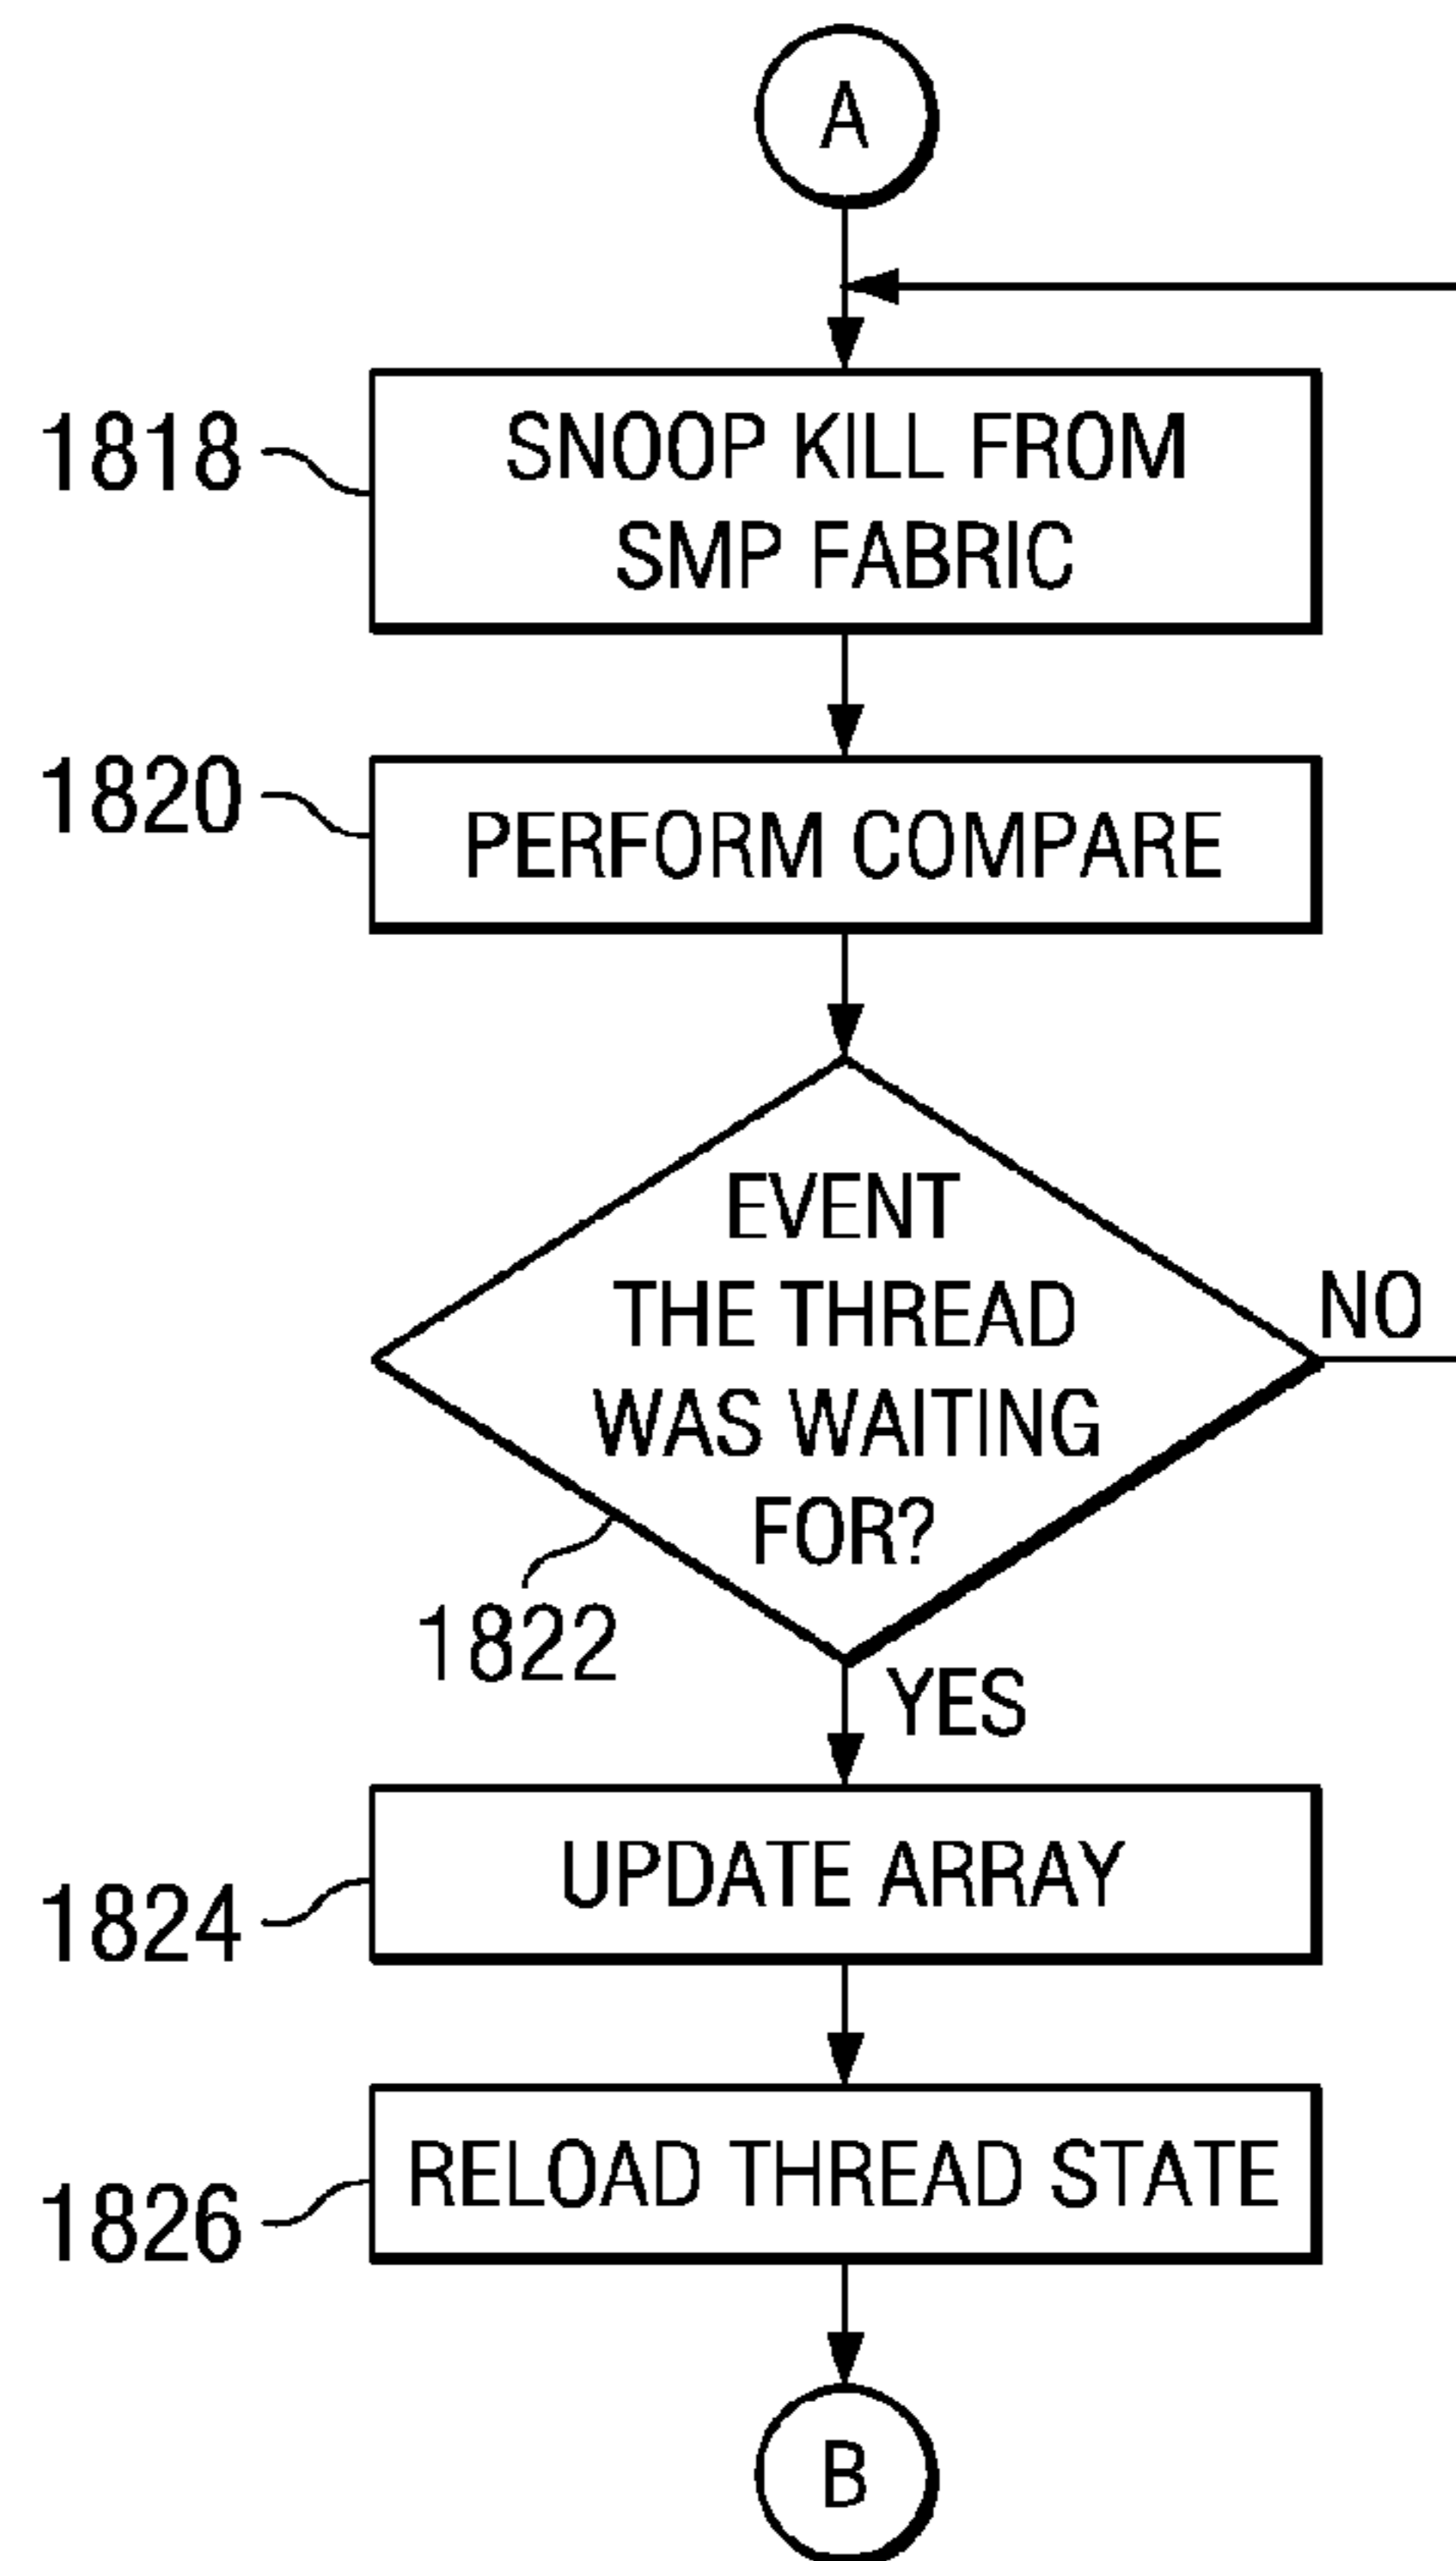 A
1818
SNOOP KILL FROM
SMP FABRIC
1820
PERFORM COMPARE
EVENT
THE THREAD
WAS WAITING
FOR?
NO
1822
YES
1824
UPDATE ARRAY
1826
RELOAD THREAD STATE
B